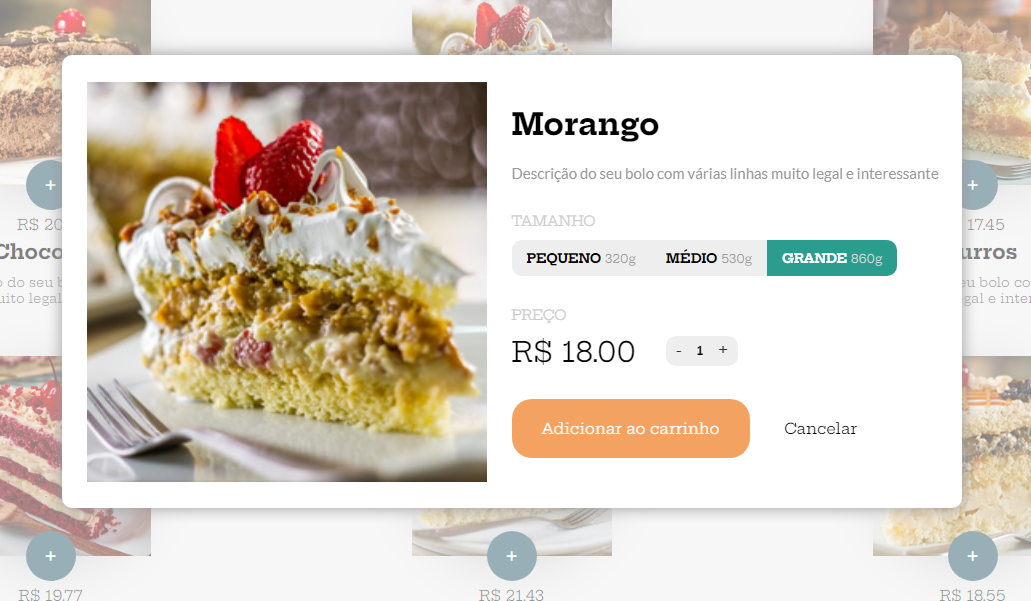 Morango
Descrição do seu bolo com várias linhas muito legal e interessante
TAMANHO
PEQUENO 320g MÉDIO 530g GRANDE 860g
PREÇO
R$ 18.00 - 1 +
Adicionar ao carrinho Cancelar
+ +
R$ 20 17.45
Choco urros
do seu eu bolo co
uito legal gal e inter
+ + +
R$ 19.77 R$ 21.43 R$ 18.55